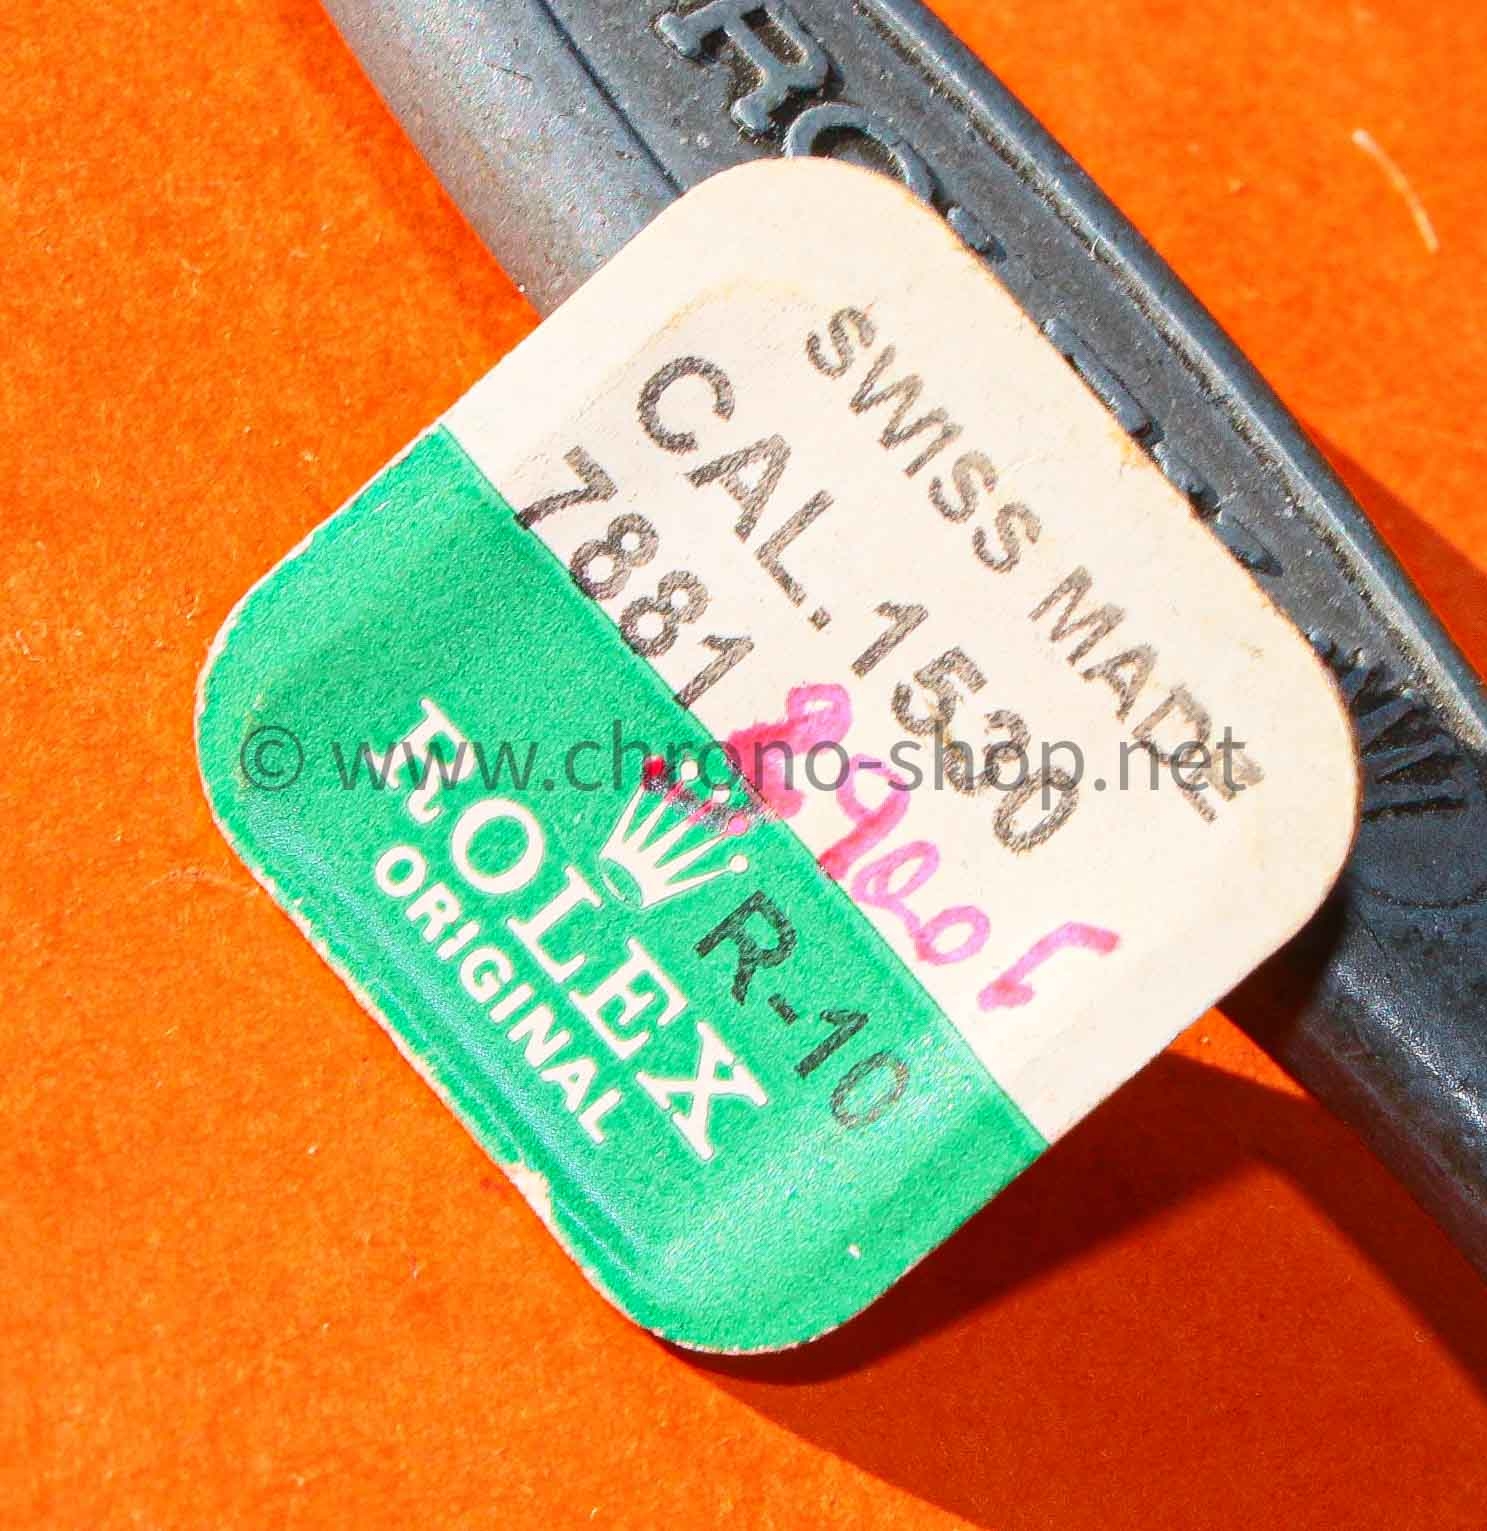 SWISS MADE
CAL. 1530
7881
R-10
ROLEX
ORIGINAL
© www.chrono-shop.net